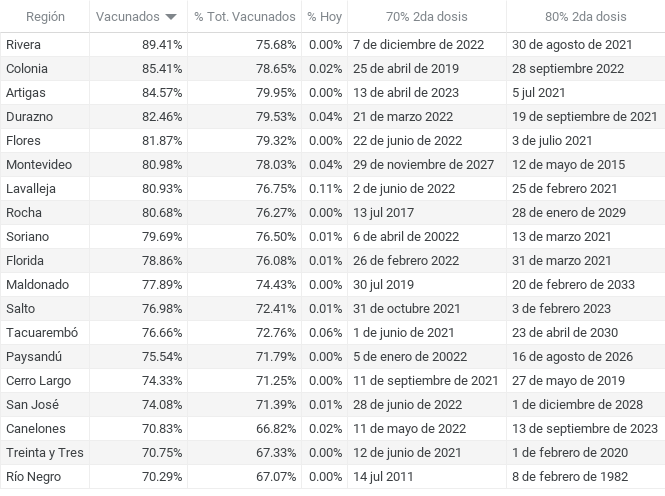 Región Vacunados % Tot. Vacunados % Hoy 70% 2da dosis 80% 2da dosis
Rivera 89.41% 75.68% 0.00% 7 de diciembre de 2022 30 de agosto de 2021
Colonia 85.41% 78.65% 0.02% 25 de abril de 2019 28 septiembre 2022
Artigas 84.57% 79.95% 0.00% 13 de abril de 2023 5 jul 2021
Durazno 82.46% 79.53% 0.04% 21 de marzo 2022 19 de septiembre de 2021
Flores 81.87% 79.32% 0.00% 22 de junio de 2022 3 de julio 2021
Montevideo 80.98% 78.03% 0.04% 29 de noviembre de 2027 12 de mayo de 2015
Lavalleja 80.93% 76.75% 0.11% 2 de junio de 2022 25 de febrero 2021
Rocha 80.68% 76.27% 0.00% 13 jul 2017 28 de enero de 2029
Soriano 79.69% 76.50% 0.01% 6 de abril de 20022 13 de marzo 2021
Florida 78.86% 76.08% 0.01% 26 de febrero 2022 31 de marzo 2021
Maldonado 77.89% 74.43% 0.00% 30 jul 2019 20 de febrero de 2033
Salto 76.98% 72.41% 0.01% 31 de octubre 2021 3 de febrero 2023
Tacuarembó 76.66% 72.76% 0.06% 1 de junio de 2021 23 de abril de 2030
Paysandú 75.54% 71.79% 0.00% 5 de enero de 20022 16 de agosto de 2026
Cerro Largo 74.33% 71.25% 0.00% 11 de septiembre de 2021 27 de mayo de 2019
San José 74.08% 71.39% 0.01% 28 de junio de 2022 1 de diciembre de 2028
Canelones 70.83% 66.82% 0.02% 11 de mayo de 2022 13 de septiembre de 2023
Treinta y Tres 70.75% 67.33% 0.00% 12 de junio de 2021 1 de febrero de 2020
Río Negro 70.29% 67.07% 0.00% 14 jul 2011 8 de febrero de 1982